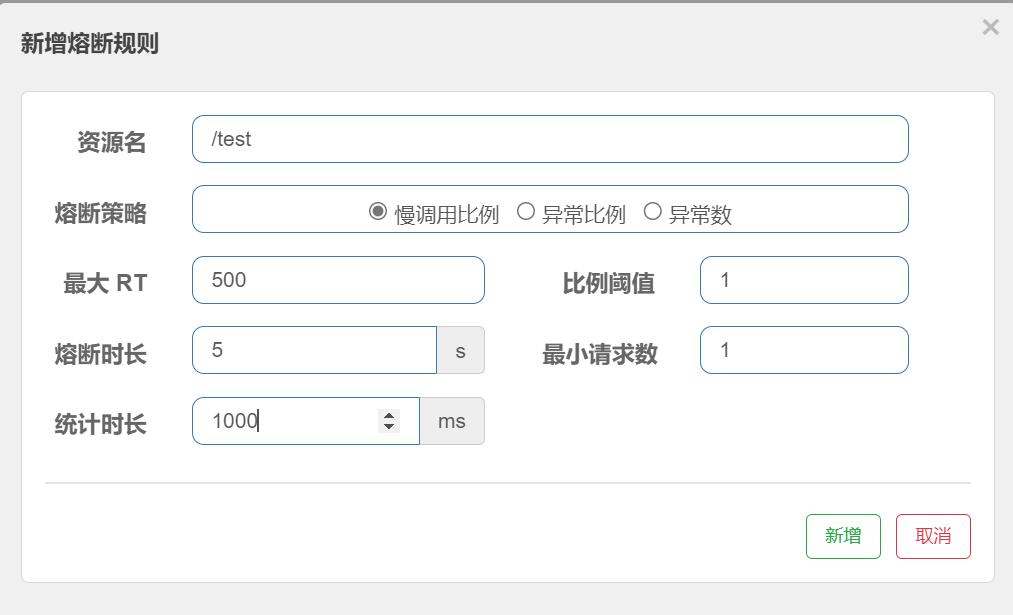 新增熔断规则
×
资源名 /test
熔断策略 慢调用比例 异常比例 异常数
最大 RT 500 比例阈值 1
熔断时长 5 s 最小请求数 1
统计时长 1000 ms
新增 取消